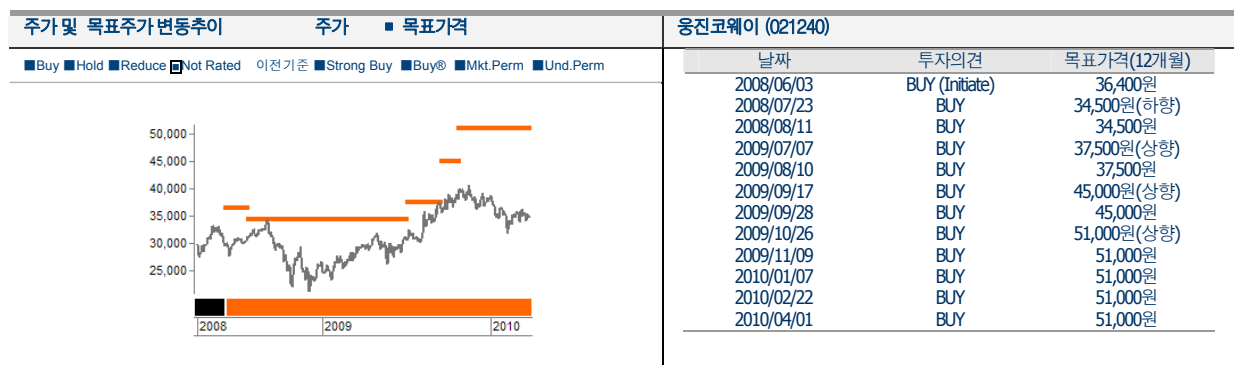 주가 및 목표주가변동추이 주가 ■ 목표가격
■Buy ■Hold ■Reduce ■Not Rated 이전기준 ■Strong Buy ■Buy® ■Mkt.Perm ■Und.Perm
50,000
45,000
40,000
35,000
30,000
25,000
2008 2009 2010
웅진코웨이 (021240)
날짜 투자의견 목표가격(12개월)
2008/06/03 BUY (Initiate) 36,400원
2008/07/23 BUY 34,500원(하향)
2008/08/11 BUY 34,500원
2009/07/07 BUY 37,500원(상향)
2009/08/10 BUY 37,500원
2009/09/17 BUY 45,000원(상향)
2009/09/28 BUY 45,000원
2009/10/26 BUY 51,000원(상향)
2009/11/09 BUY 51,000원
2010/01/07 BUY 51,000원
2010/02/22 BUY 51,000원
2010/04/01 BUY 51,000원